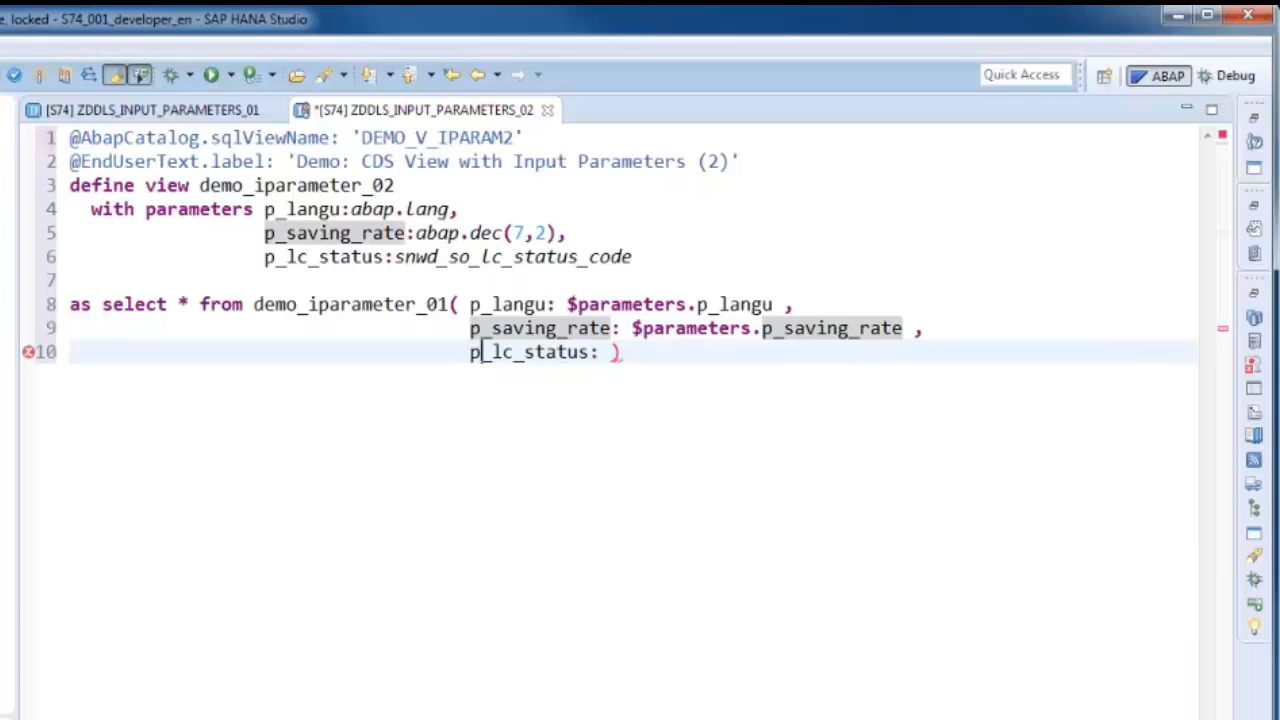 e, locked - S74_001_developer_en - SAP HANA Studio
Quick Access
ABAP
Debug
[S74] ZDDLS_INPUT_PARAMETERS_01
*[S74] ZDDLS_INPUT_PARAMETERS_02
1 @AbapCatalog.sqlViewName: 'DEMO_V_IPARAM2'
2 @EndUserText.label: 'Demo: CDS View with Input Parameters (2)'
3 define view demo_iparameter_02
4 with parameters p_langu:abap.lang,
5 p_saving_rate:abap.dec(7,2),
6 p_lc_status:snwd_so_lc_status_code
7
8 as select * from demo_iparameter_01( p_langu: $parameters.p_langu ,
9 p_saving_rate: $parameters.p_saving_rate ,
10 p_lc_status: )